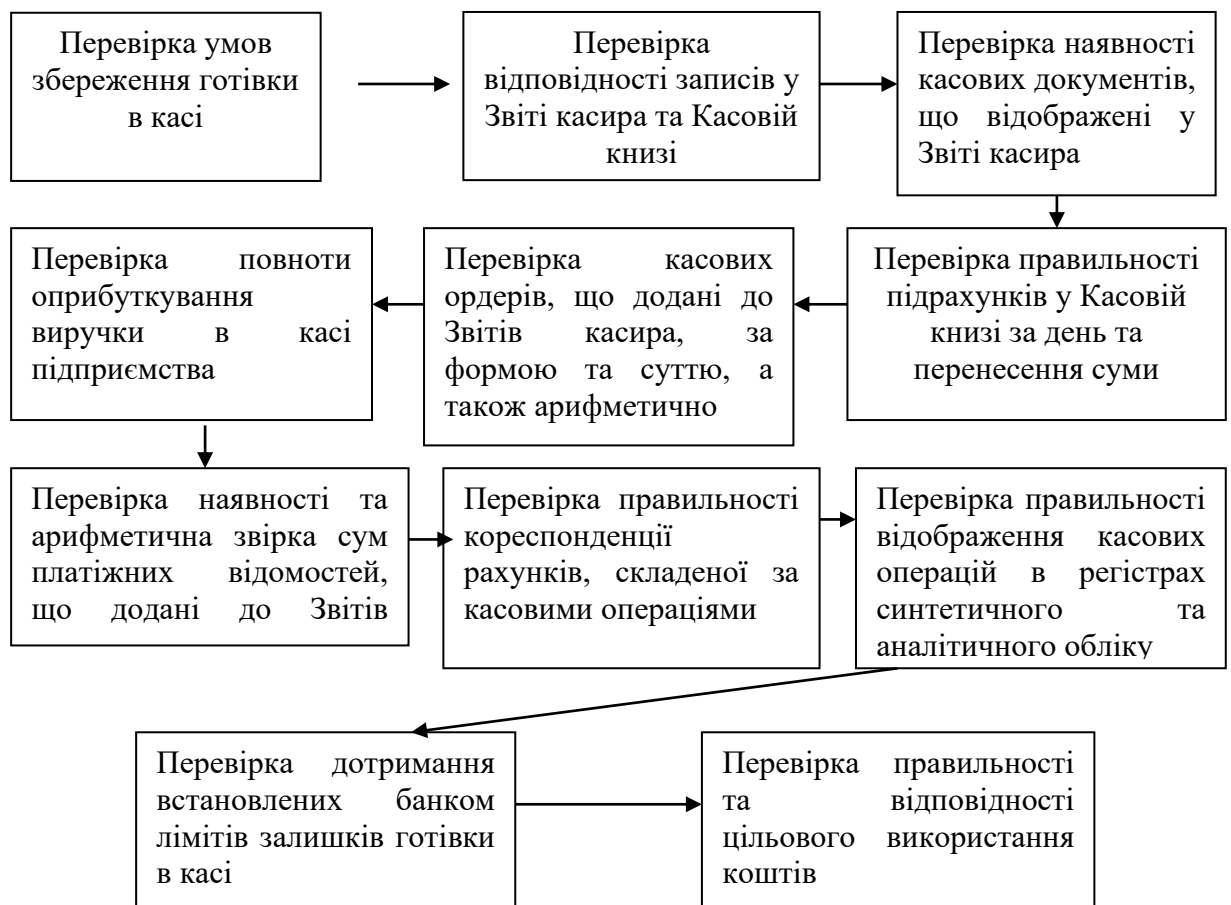 Перевірка умов
збереження готівки
в касі
Перевірка
відповідності записів у
Звіті касира та Касовій
книзі
Перевірка наявності
касових документів,
що відображені у
Звіті касира
Перевірка правильності
підрахунків у Касовій
книзі за день та
перенесення суми
Перевірка касових
ордерів, що додані до
Звітів касира, за
формою та суттю, а
також арифметично
Перевірка повноти
оприбуткування
виручки в касі
підприємства
Перевірка наявності та
арифметична звірка сум
платіжних відомостей,
що додані до Звітів
Перевірка правильності
кореспонденції
рахунків, складеної за
касовими операціями
Перевірка правильності
відображення касових
операцій в регістрах
синтетичного та
аналітичного обліку
Перевірка дотримання
встановлених банком
лімітів залишків готівки
в касі
Перевірка правильності
та відповідності
цільового використання
коштів